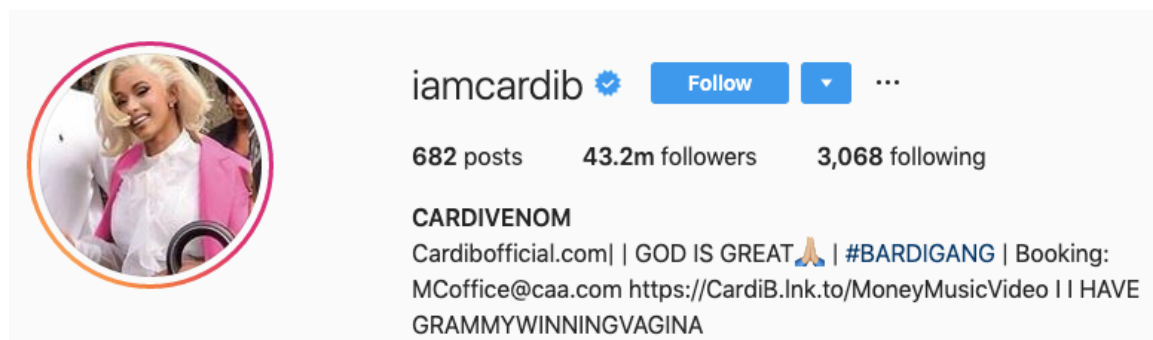 iamcardib Follow ...
682 posts 43.2m followers 3,068 following
CARDIVENOM
Cardibofficial.com| | GOD IS GREAT🙏🏼 | #BARDIGANG | Booking:
MCoffice@caa.com https://CardiB.lnk.to/MoneyMusicVideo I I HAVE
GRAMMYWINNINGVAGINA